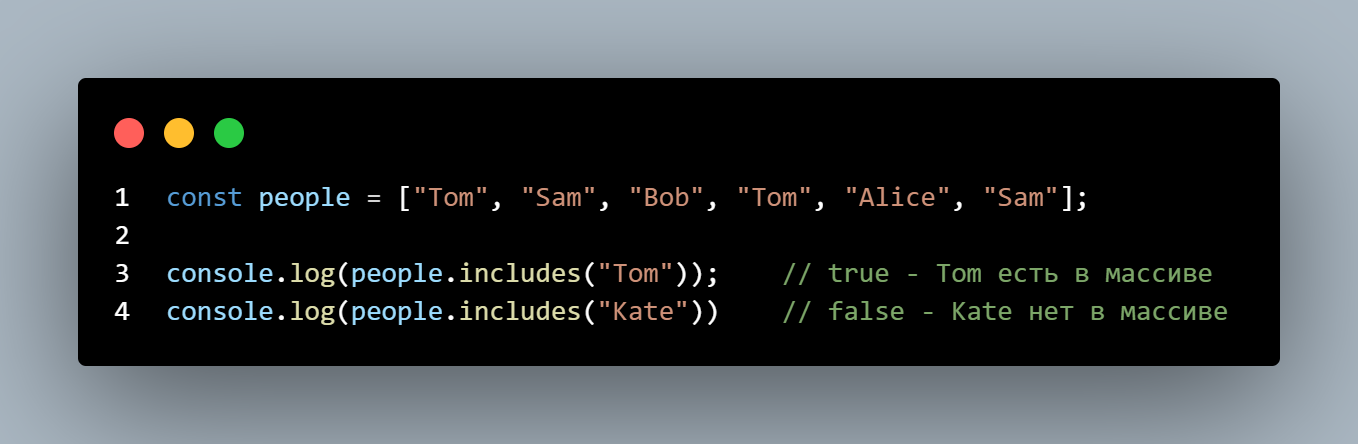 1 const people = ["Tom", "Sam", "Bob", "Tom", "Alice", "Sam"];
2
3 console.log(people.includes("Tom"));    // true - Tom есть в массиве
4 console.log(people.includes("Kate"))    // false - Kate нет в массиве